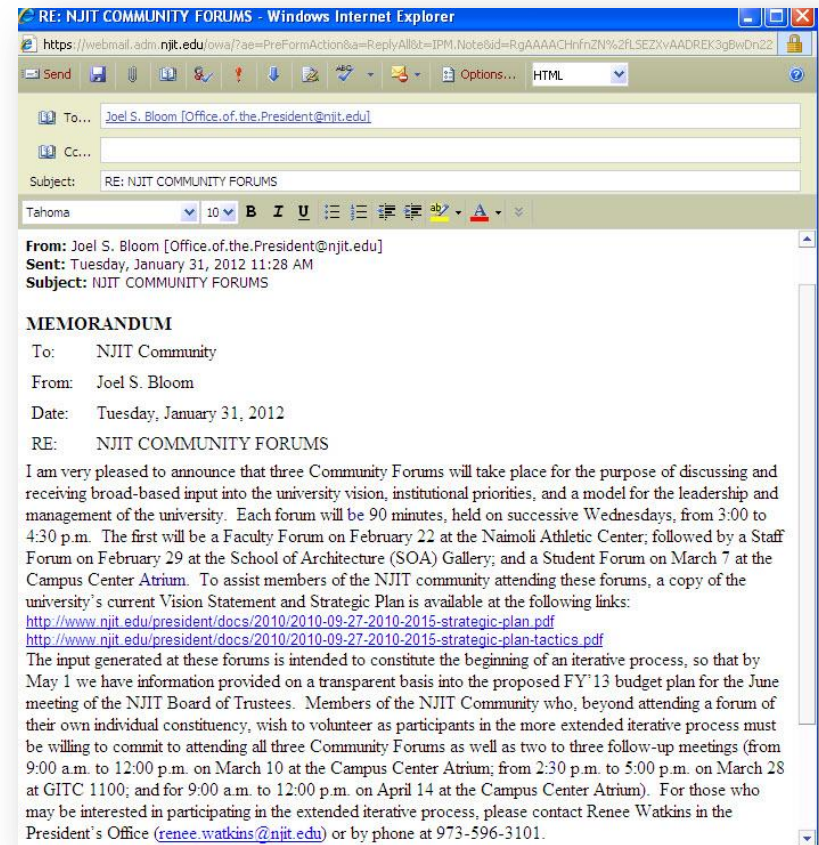 RE: NJIT COMMUNITY FORUMS - Windows Internet Explorer
https://webmail.adm.njit.edu/owa/?ae=PreFormAction&a=ReplyAll&t=IPM.Note&id=RgAAAACHnfnZN%2fLSEZXvAADREK3gBwDn22
Send Options... HTML
To... Joel S. Bloom [Office.of.the.President@njit.edu]
Cc...
Subject: RE: NJIT COMMUNITY FORUMS
Tahoma 10 B I U ab A
From: Joel S. Bloom [Office.of.the.President@njit.edu]
Sent: Tuesday, January 31, 2012 11:28 AM
Subject: NJIT COMMUNITY FORUMS
MEMORANDUM
To: NJIT Community
From: Joel S. Bloom
Date: Tuesday, January 31, 2012
RE: NJIT COMMUNITY FORUMS
I am very pleased to announce that three Community Forums will take place for the purpose of discussing and
receiving broad-based input into the university vision, institutional priorities, and a model for the leadership and
management of the university. Each forum will be 90 minutes, held on successive Wednesdays, from 3:00 to
4:30 p.m. The first will be a Faculty Forum on February 22 at the Naimoli Athletic Center; followed by a Staff
Forum on February 29 at the School of Architecture (SOA) Gallery; and a Student Forum on March 7 at the
Campus Center Atrium. To assist members of the NJIT community attending these forums, a copy of the
university's current Vision Statement and Strategic Plan is available at the following links:
http://www.njit.edu/president/docs/2010/2010-09-27-2010-2015-strategic-plan.pdf
http://www.njit.edu/president/docs/2010/2010-09-27-2010-2015-strategic-plan-tactics.pdf
The input generated at these forums is intended to constitute the beginning of an iterative process, so that by
May 1 we have information provided on a transparent basis into the proposed FY'13 budget plan for the June
meeting of the NJIT Board of Trustees. Members of the NJIT Community who, beyond attending a forum of
their own individual constituency, wish to volunteer as participants in the more extended iterative process must
be willing to commit to attending all three Community Forums as well as two to three follow-up meetings (from
9:00 a.m. to 12:00 p.m. on March 10 at the Campus Center Atrium; from 2:30 p.m. to 5:00 p.m. on March 28
at GITC 1100; and for 9:00 a.m. to 12:00 p.m. on April 14 at the Campus Center Atrium). For those who
may be interested in participating in the extended iterative process, please contact Renee Watkins in the
President's Office (renee.watkins@njit.edu) or by phone at 973-596-3101.